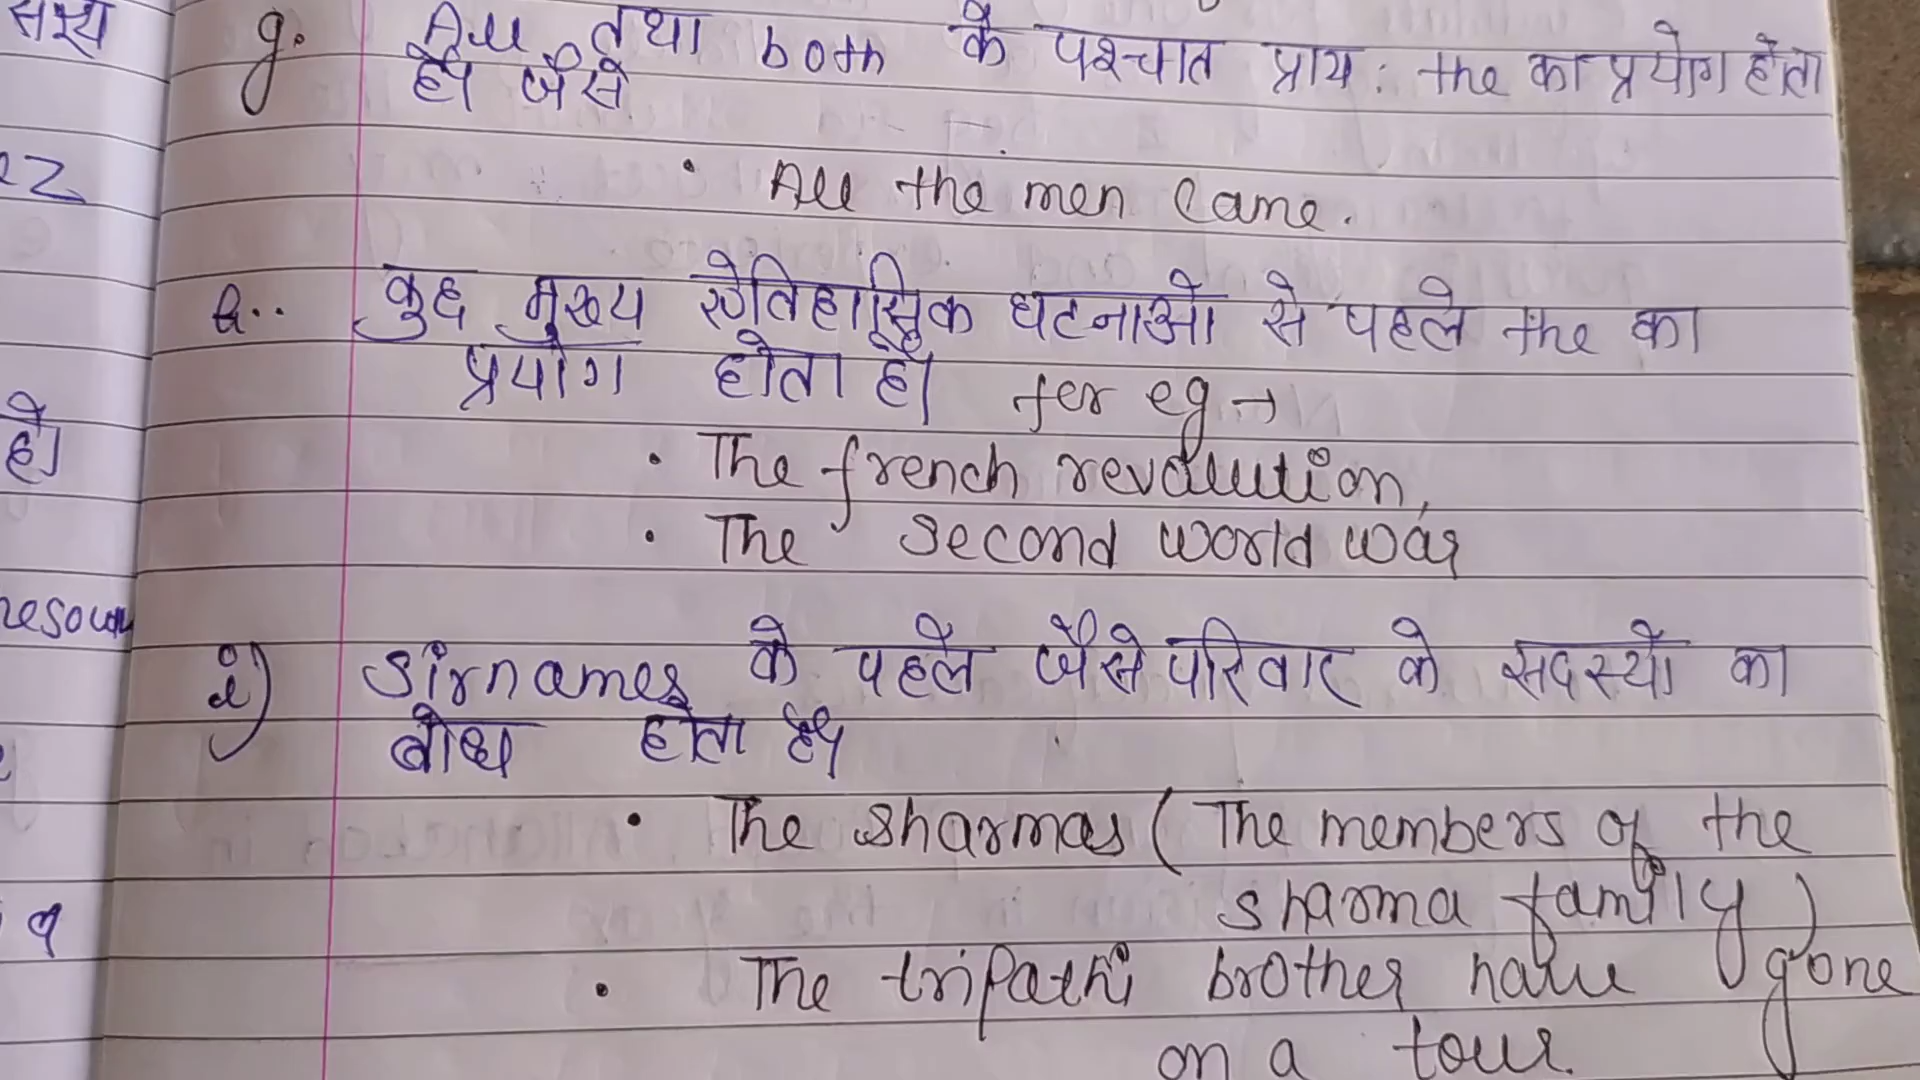 सश्य
g. All तथा both के पश्चात प्राय: the का प्रयोग होता
है। जैसे
• All the men came.
h.. कुछ मुख्य ऐतिहासिक घटनाओ से पहले the का
प्रयोग होता है। for eg →
• The french revolution,
• The second world war
है।
resour
i) Sirnames के पहले जैसे परिवार के सदस्यो का
बोध होता है।
• The Sharmas ( The members of the
sharma family )
• The tripathi brother have gone
on a tour.